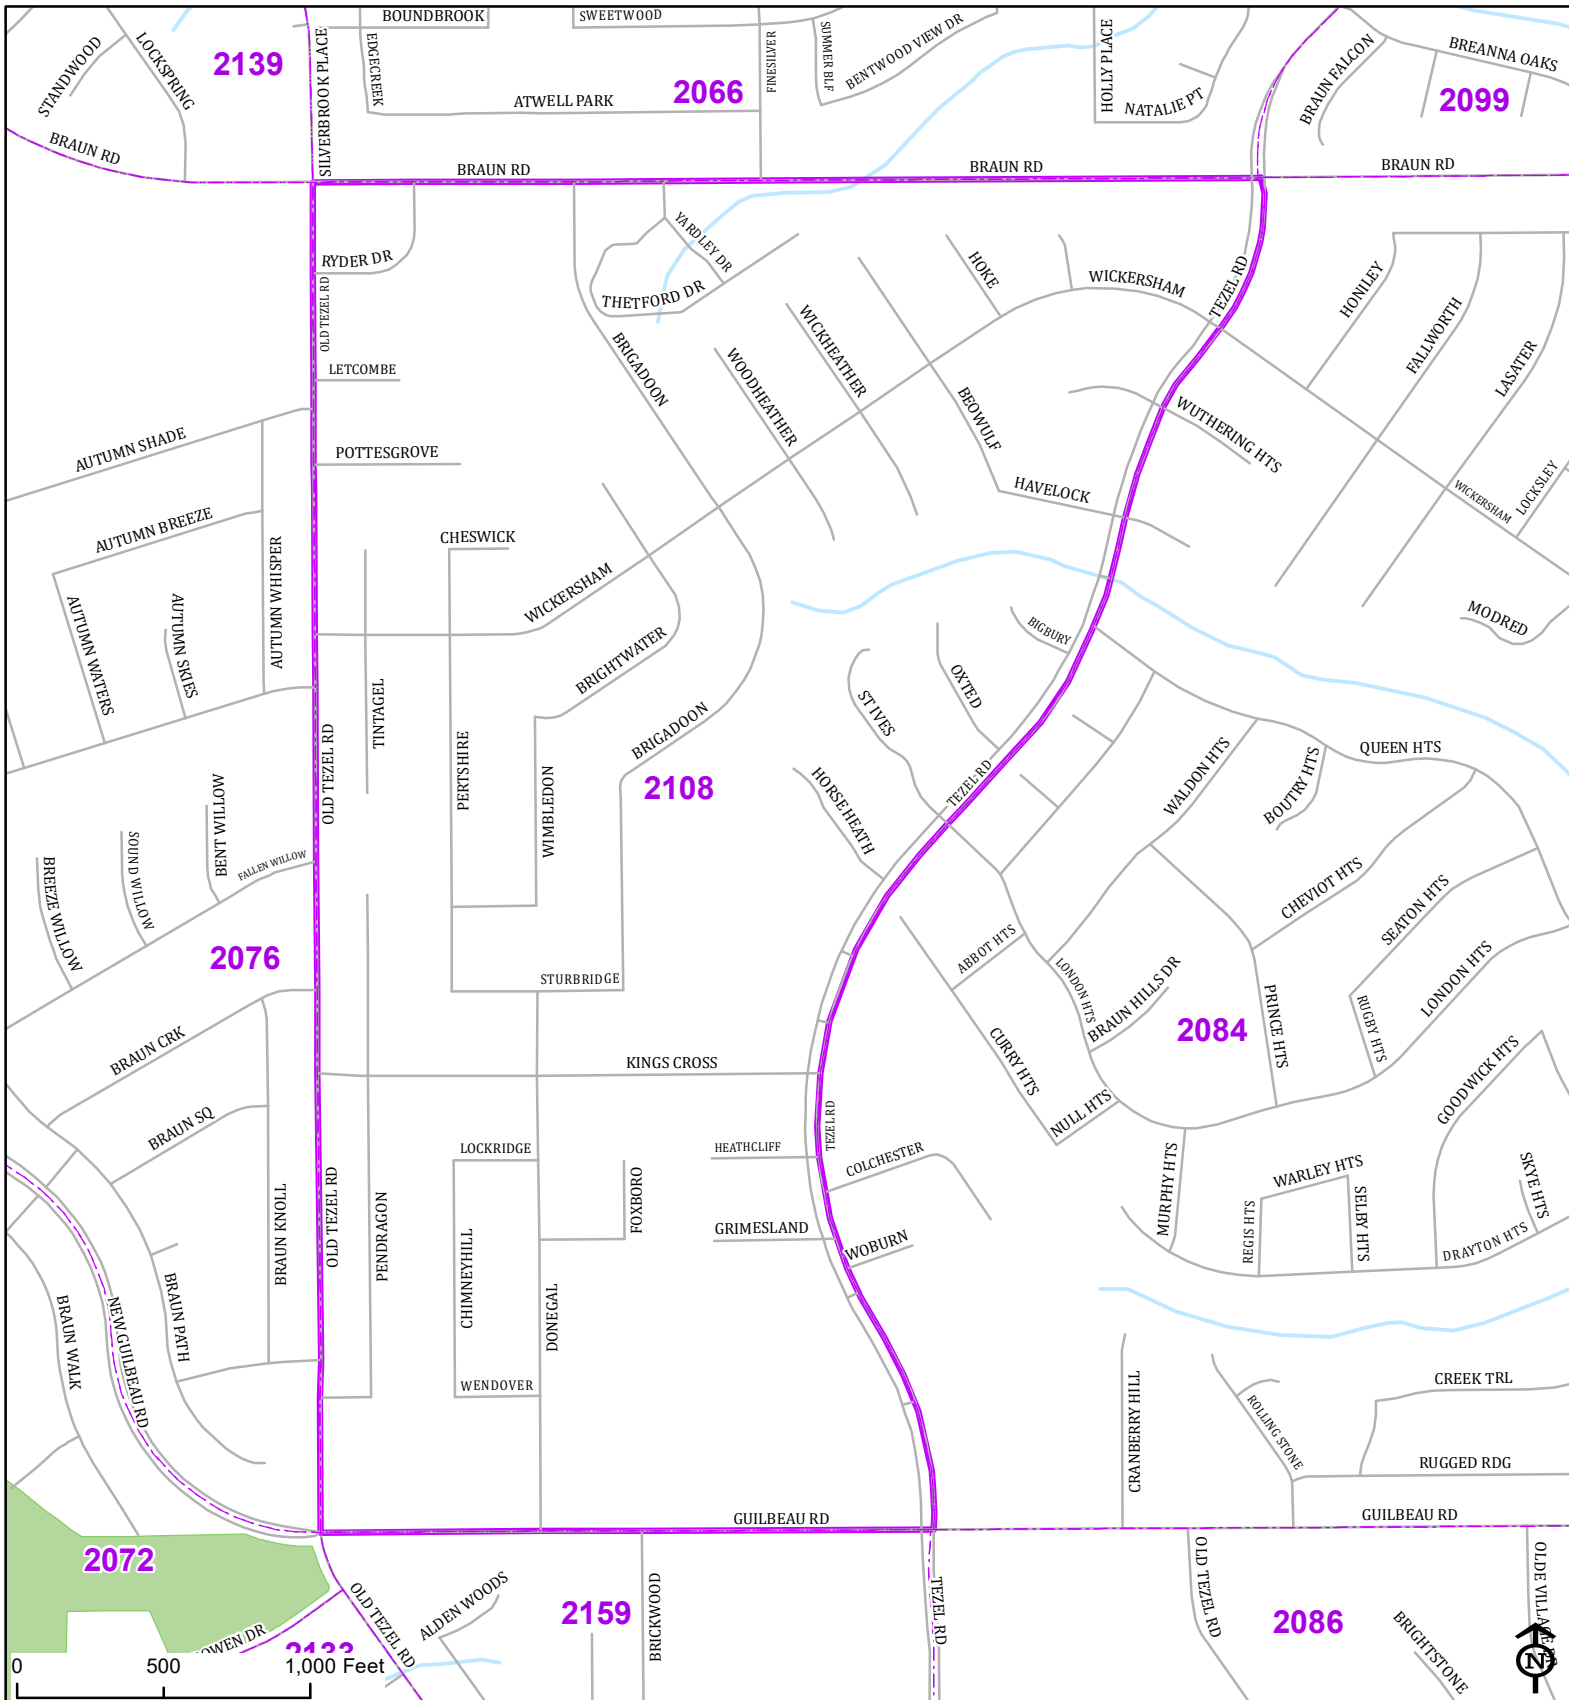 BOUNDBROOK
SWEETWOOD
STANDWOOD
LOCKSPRING
2139
SILVERBROOK PLACE
EDGECREEK
ATWELL PARK
2066
FINESILVER
SUMMER BLF
BENTWOOD VIEW DR
HOLLY PLACE
NATALIE PT
BRAUN FALCON
BREANNA OAKS
2099
BRAUN RD
BRAUN RD
BRAUN RD
BRAUN RD
RYDER DR
OLD TEZEL RD
YARDLEY DR
THETFORD DR
HOKE
WICKERSHAM
TEZEL RD
HONILEY
FALLWORTH
LASATER
LETCOMBE
BRIGADOON
WOODHEATHER
WICKHEATHER
BEOWULF
WUTHERING HTS
AUTUMN SHADE
POTTESGROVE
HAVELOCK
WICKERSHAM
LOCKSLEY
AUTUMN BREEZE
AUTUMN WHISPER
CHESWICK
WICKERSHAM
AUTUMN WATERS
AUTUMN SKIES
BRIGHTWATER
BIGBURY
MODRED
TINTAGEL
OXTED
ST IVES
BRIGADOON
OLD TEZEL RD
PERTSHIRE
WIMBLEDON
2108
HORSEHEATH
TEZEL RD
WALDON HTS
BOUTRY HTS
QUEEN HTS
BREEZE WILLOW
SOUND WILLOW
BENT WILLOW
FALLEN WILLOW
CHEVIOT HTS
SEATON HTS
2076
STURBRIDGE
ABBOT HTS
LONDON HTS
BRAUN HILLS DR
PRINCE HTS
RUGBY HTS
LONDON HTS
2084
BRAUN CRK
KINGS CROSS
CURRY HTS
NULL HTS
GOODWICK HTS
BRAUN SQ
LOCKRIDGE
HEATHCLIFF
TEZEL RD
COLCHESTER
MURPHY HTS
WARLEY HTS
REGIS HTS
SELBY HTS
SKYE HTS
DRAYTON HTS
BRAUN KNOLL
OLD TEZEL RD
PENDRAGON
FOXBORO
GRIMESLAND
WOBURN
BRAUN WALK
NEW GUILBEAU RD
BRAUN PATH
CHIMNEYHILL
DONEGAL
WENDOVER
CRANBERRY HILL
ROLLING STONE
CREEK TRL
RUGGED RDG
GUILBEAU RD
GUILBEAU RD
2072
OLD TEZEL RD
ALDEN WOODS
2159
BRICKWOOD
TEZEL RD
OLD TEZEL RD
2086
BRIGHTSTONE
OWEN DR
2133
0 500 1,000 Feet
N